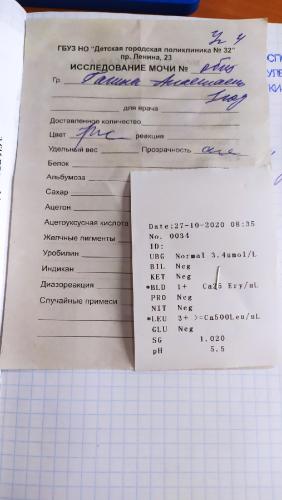 ГБУЗ НО "Детская городская поликлиника № 32"
пр. Ленина, 23
ИССЛЕДОВАНИЕ МОЧИ №
Гр.
для врача
Доставленное количество
Цвет реакция
Удельный вес Прозрачность
Белок
Альбумоза
Сахар
Ацетон
Ацетоуксусная кислота
Желчные пигменты
Уробилин
Индикан
Диазореакция
Случайные примеси
Date:27-10-2020 08:35
No. 0034
ID:
UBG Normal 3.4umol/L
BIL Neg
KET Neg
*BLD 1+ Ca25 Ery/uL
PRO Neg
NIT Neg
*LEU 3+ >=Ca500Leu/uL
GLU Neg
SG 1.020
pH 5.5